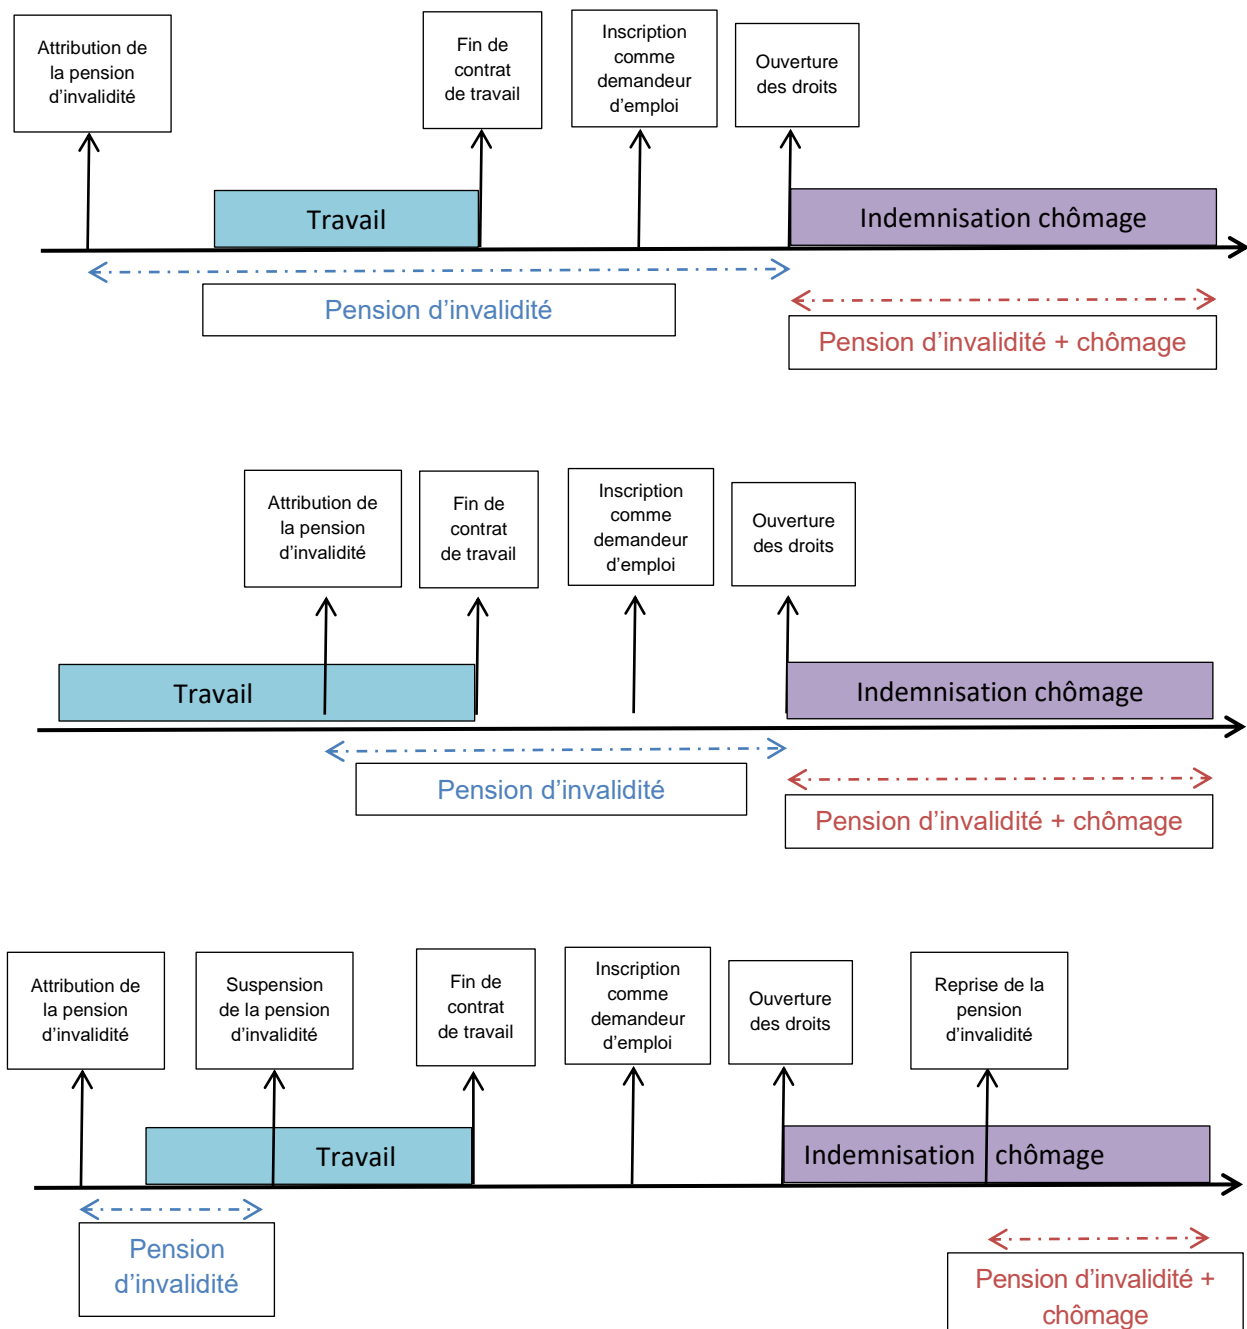 Attribution de
la pension
d'invalidité
Fin de
contrat
de travail
Inscription
comme
demandeur
d'emploi
Ouverture
des droits
Travail
Indemnisation chômage
Pension d'invalidité
Pension d'invalidité + chômage
Attribution de
la pension
d'invalidité
Fin de
contrat
de travail
Inscription
comme
demandeur
d'emploi
Ouverture
des droits
Travail
Indemnisation chômage
Pension d'invalidité
Pension d'invalidité + chômage
Attribution de
la pension
d'invalidité
Suspension
de la pension
d'invalidité
Fin de
contrat
de travail
Inscription
comme
demandeur
d'emploi
Ouverture
des droits
Reprise de la
pension
d'invalidité
Travail
Indemnisation chômage
Pension
d'invalidité
Pension d'invalidité +
chômage